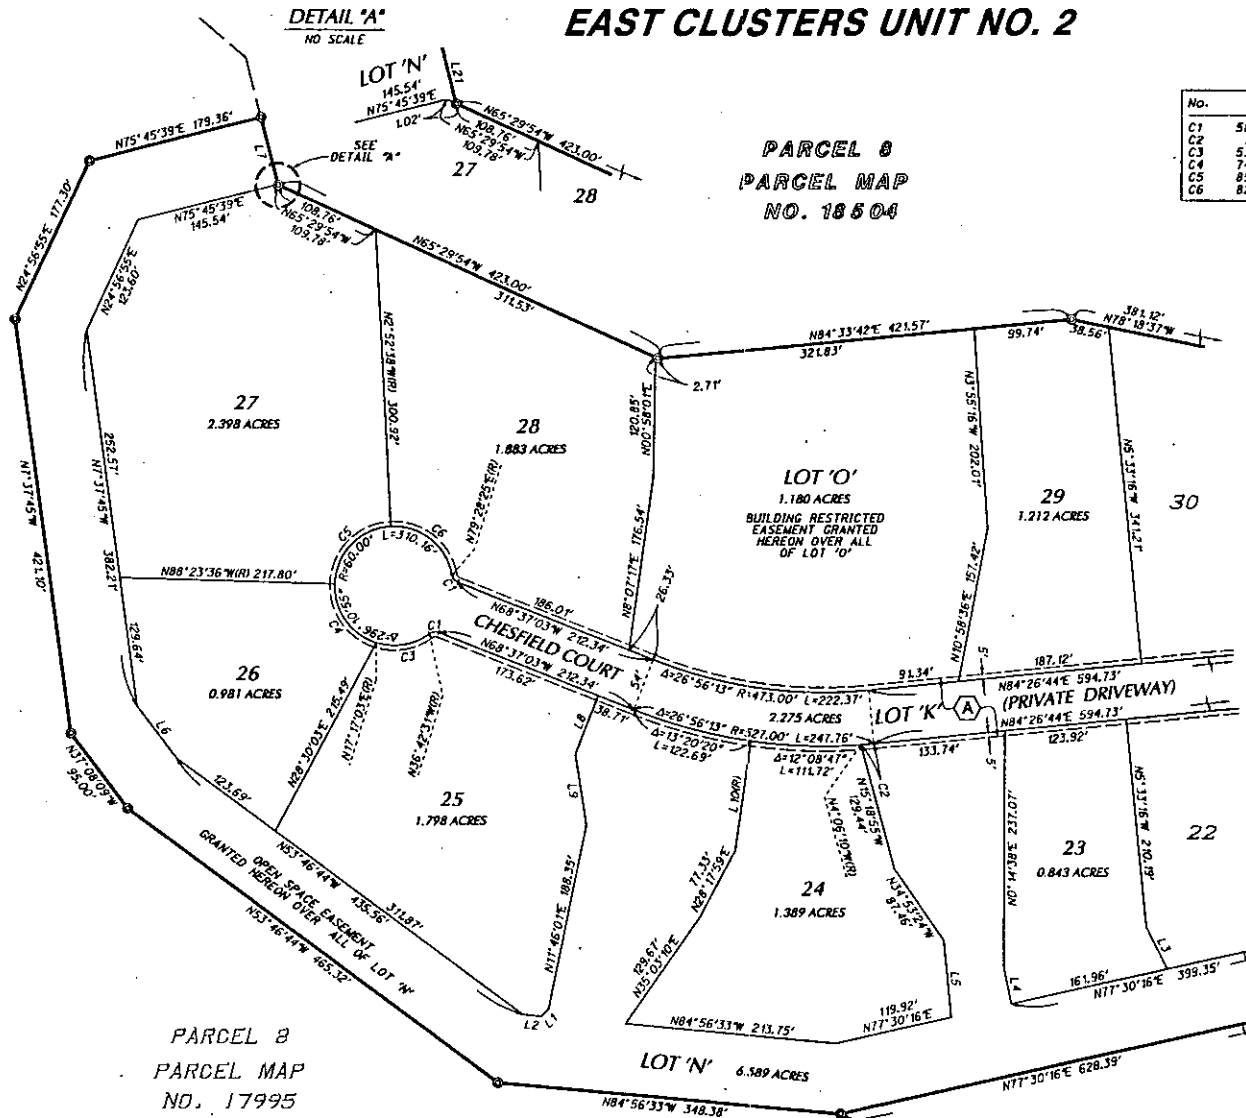 DETAIL "A"
NO SCALE
EAST CLUSTERS UNIT NO. 2
LOT 'N'
145.54'
N75°45'39"E
1.02'
L21
N65°29'54"W 423.00'
108.76'
N65°29'54"W
109.78'
27
28
PARCEL 8
PARCEL MAP
NO. 18504
No.
C1
C2
C3
C4
C5
C6
N75°45'39"E 179.36'
L7
SEE
DETAIL "A"
N24°56'55"E 177.30'
N75°45'39"E
145.54'
108.76'
N65°29'54"W
109.78'
N65°29'54"W 423.00'
311.53'
N24°56'55"E
123.60'
N84°33'42"E 421.57'
321.83'
99.74'
38.56'
381.12'
N78°18'37"W
2.71'
27
2.398 ACRES
N2°52'38"W(R) 300.92'
28
1.883 ACRES
120.85'
N00°58'01"E
LOT 'O'
1.180 ACRES
BUILDING RESTRICTED
EASEMENT GRANTED
HEREON OVER ALL
OF LOT 'O'
N3°55'16"W 202.01'
29
1.212 ACRES
N5°33'16"W 341.21'
30
252.57'
N7°37'45"W
382.21'
N7°37'45"W 421.10'
N79°28'25"E(R)
N8°07'17"E 176.54'
N10°58'36"E 157.42'
C5
C6
L=310.16'
R=60.00'
Δ=296°10'55"
C4
C3
C1
C1
N88°23'36"W(R) 217.80'
26.33'
129.64'
26
0.981 ACRES
186.01'
N68°37'03"W 212.34'
CHESFIELD COURT
N68°37'03"W 212.34'
173.62'
38.71'
54'
Δ=26°56'13" R=473.00' L=222.37'
2.275 ACRES
Δ=26°56'13" R=527.00' L=247.76'
Δ=13°20'20"
L=122.69'
Δ=12°08'47"
L=111.72'
91.34'
187.12'
5'
N84°26'44"E 594.73'
(PRIVATE DRIVEWAY)
LOT 'K'
A
N84°26'44"E 594.73'
133.74'
123.92'
5'
L6
N28°30'03"E 215.49'
N17°17'03"E(R)
N36°42'31"W(R)
L8
L9
L10(R)
C2
N15°18'55"W
129.44'
N4°06'10"W(R)
N37°08'09"W
95.00'
123.69'
25
1.798 ACRES
N0°14'38"E 237.07'
23
0.843 ACRES
N5°33'16"W 210.19'
22
77.33'
N28°17'59"E
24
1.389 ACRES
N34°53'24"W
87.46'
N53°46'44"W
435.56'
311.87'
OPEN SPACE EASEMENT
GRANTED HEREON OVER ALL OF LOT 'N'
N53°46'44"W 465.32'
N11°46'01"E 188.35'
129.67'
N35°03'10"E
L5
L4
L3
161.96'
N77°30'16"E 399.35'
L2
L1
N84°56'33"W 213.75'
119.92'
N77°30'16"E
LOT 'N' 6.589 ACRES
N77°30'16"E 628.39'
N84°56'33"W 348.38'
PARCEL 8
PARCEL MAP
NO. 17995